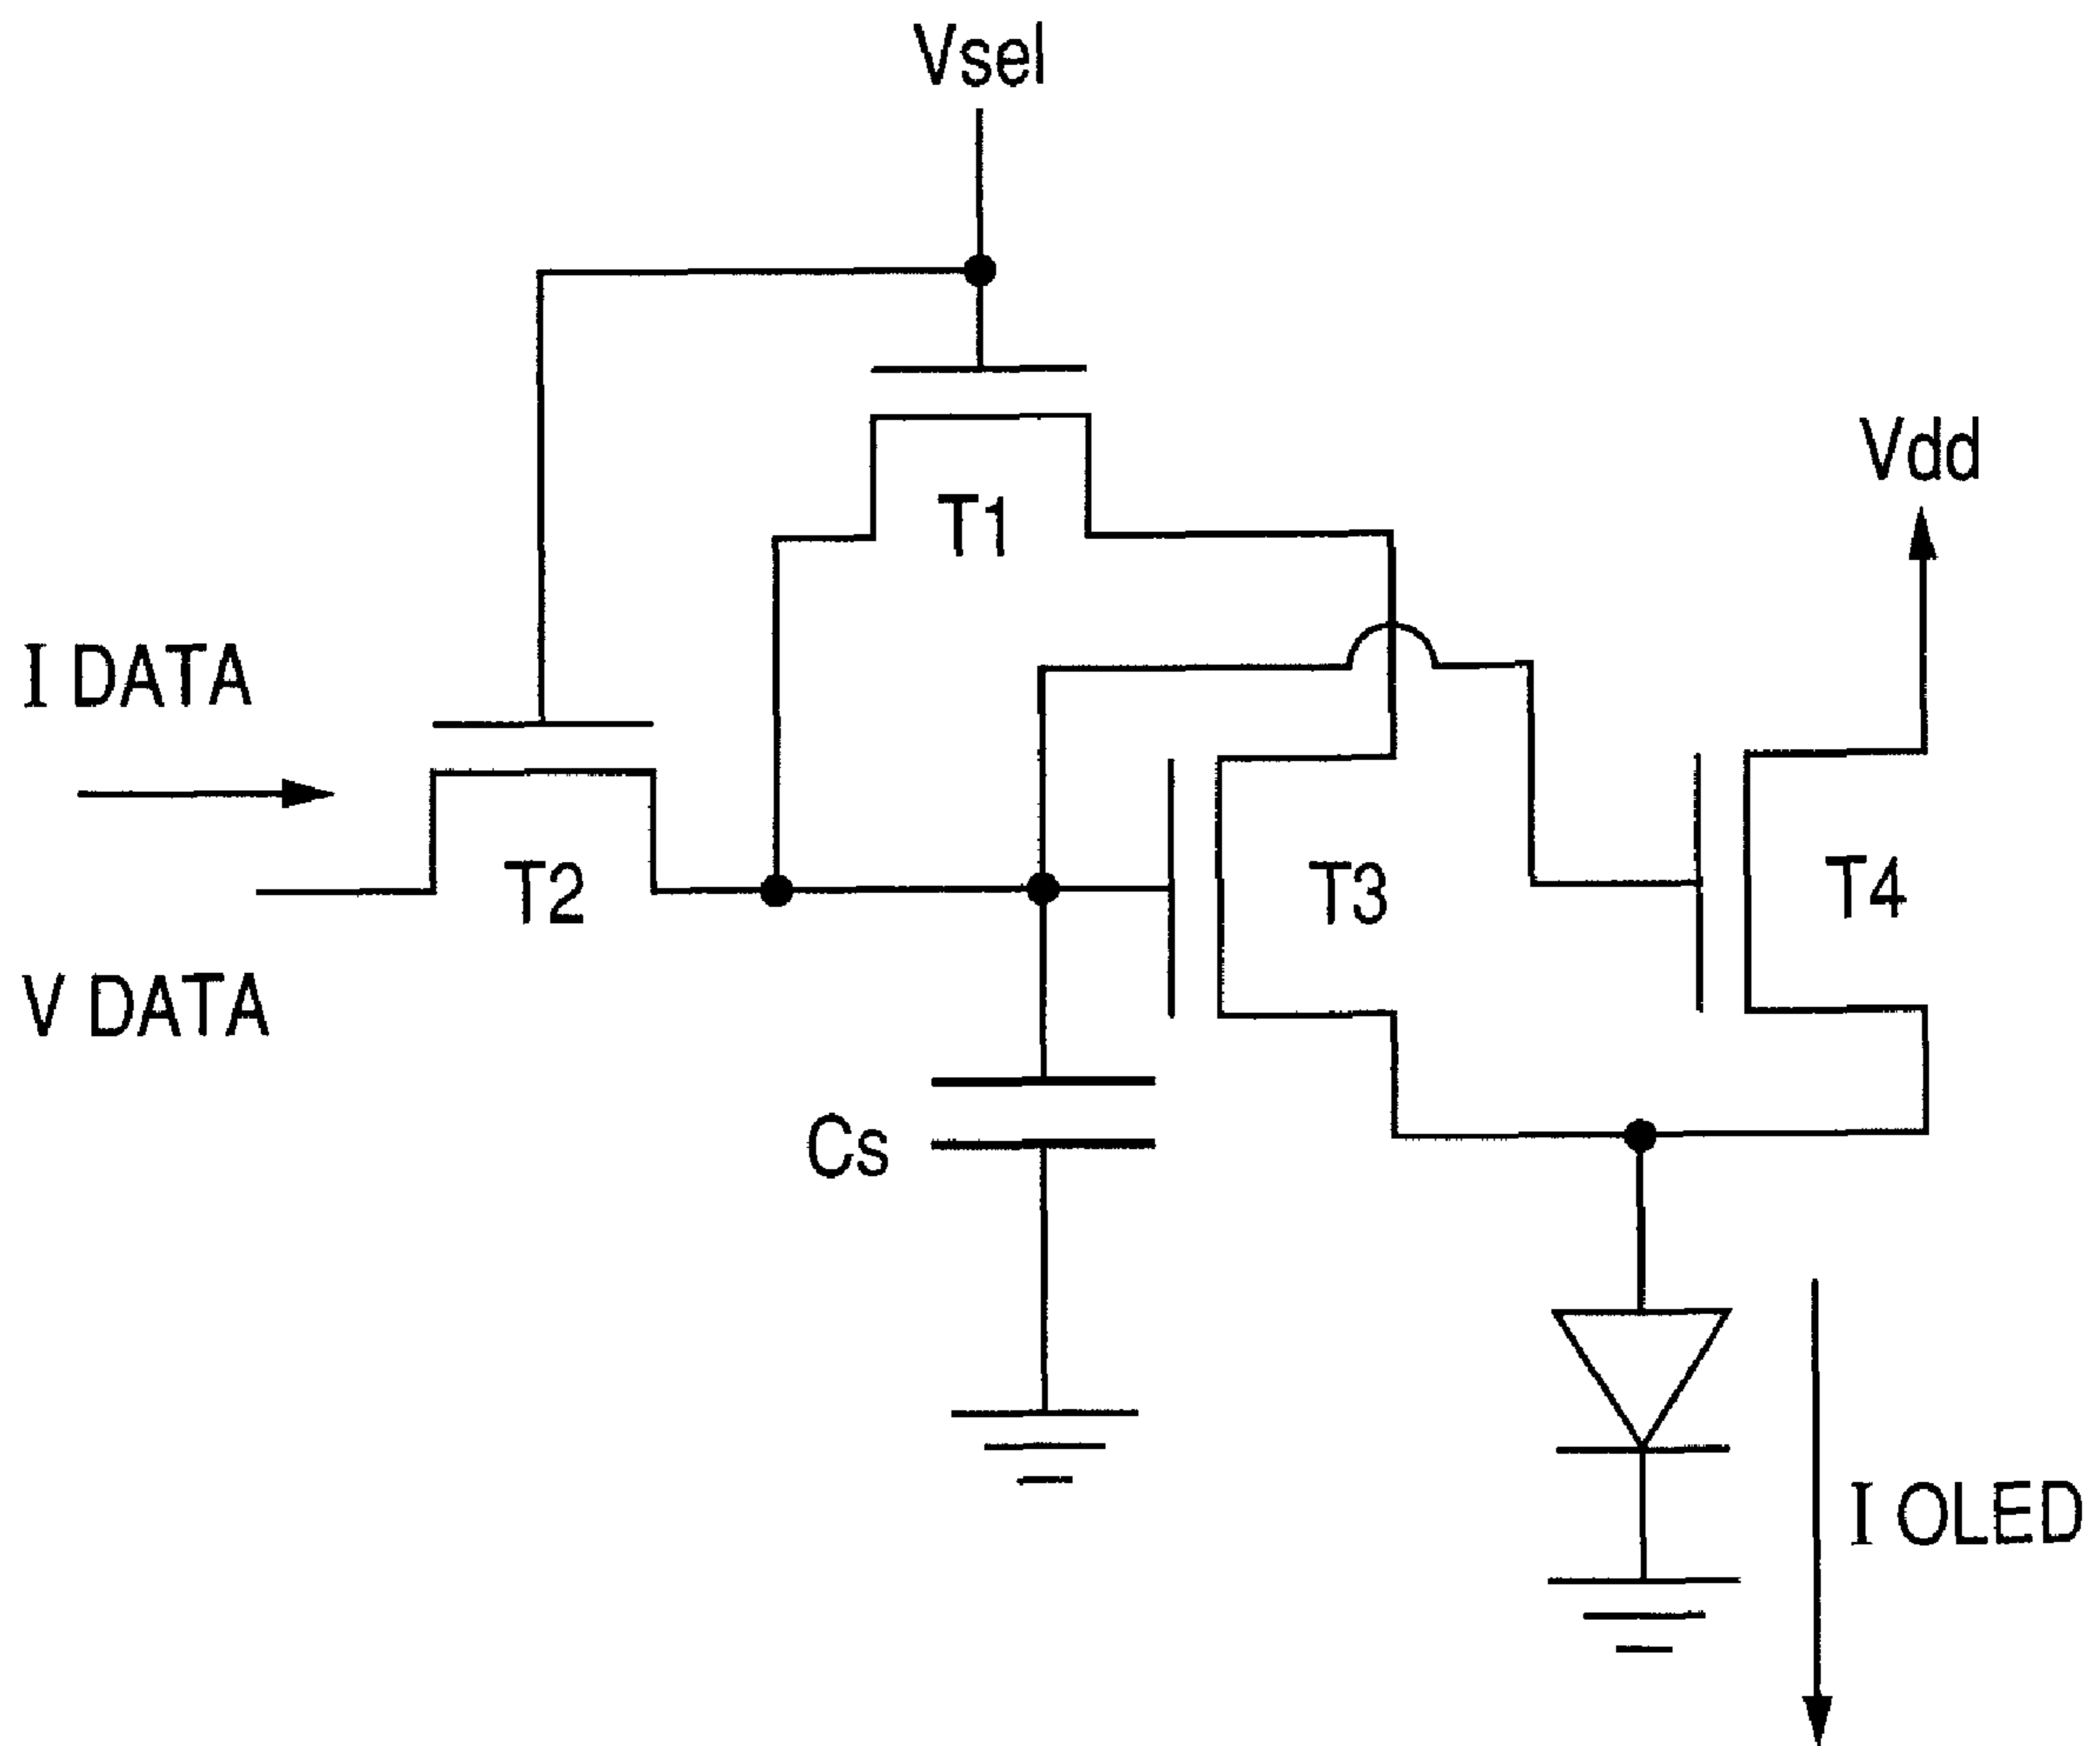 Vsel
Vdd
T1
I DATA
T2
T3
T4
V DATA
Cs
I OLED